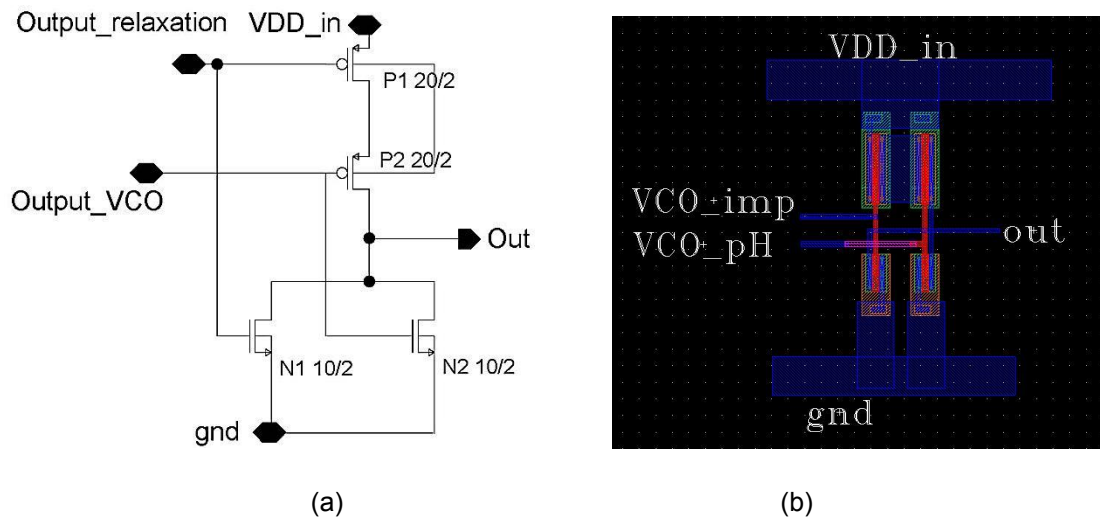 Output_relaxation
VDD_in
P1 20/2
P2 20/2
Output_VCO
Out
N1 10/2
N2 10/2
gnd
(a)
VDD_in
VCO_imp
VCO_pH
out
gnd
(b)